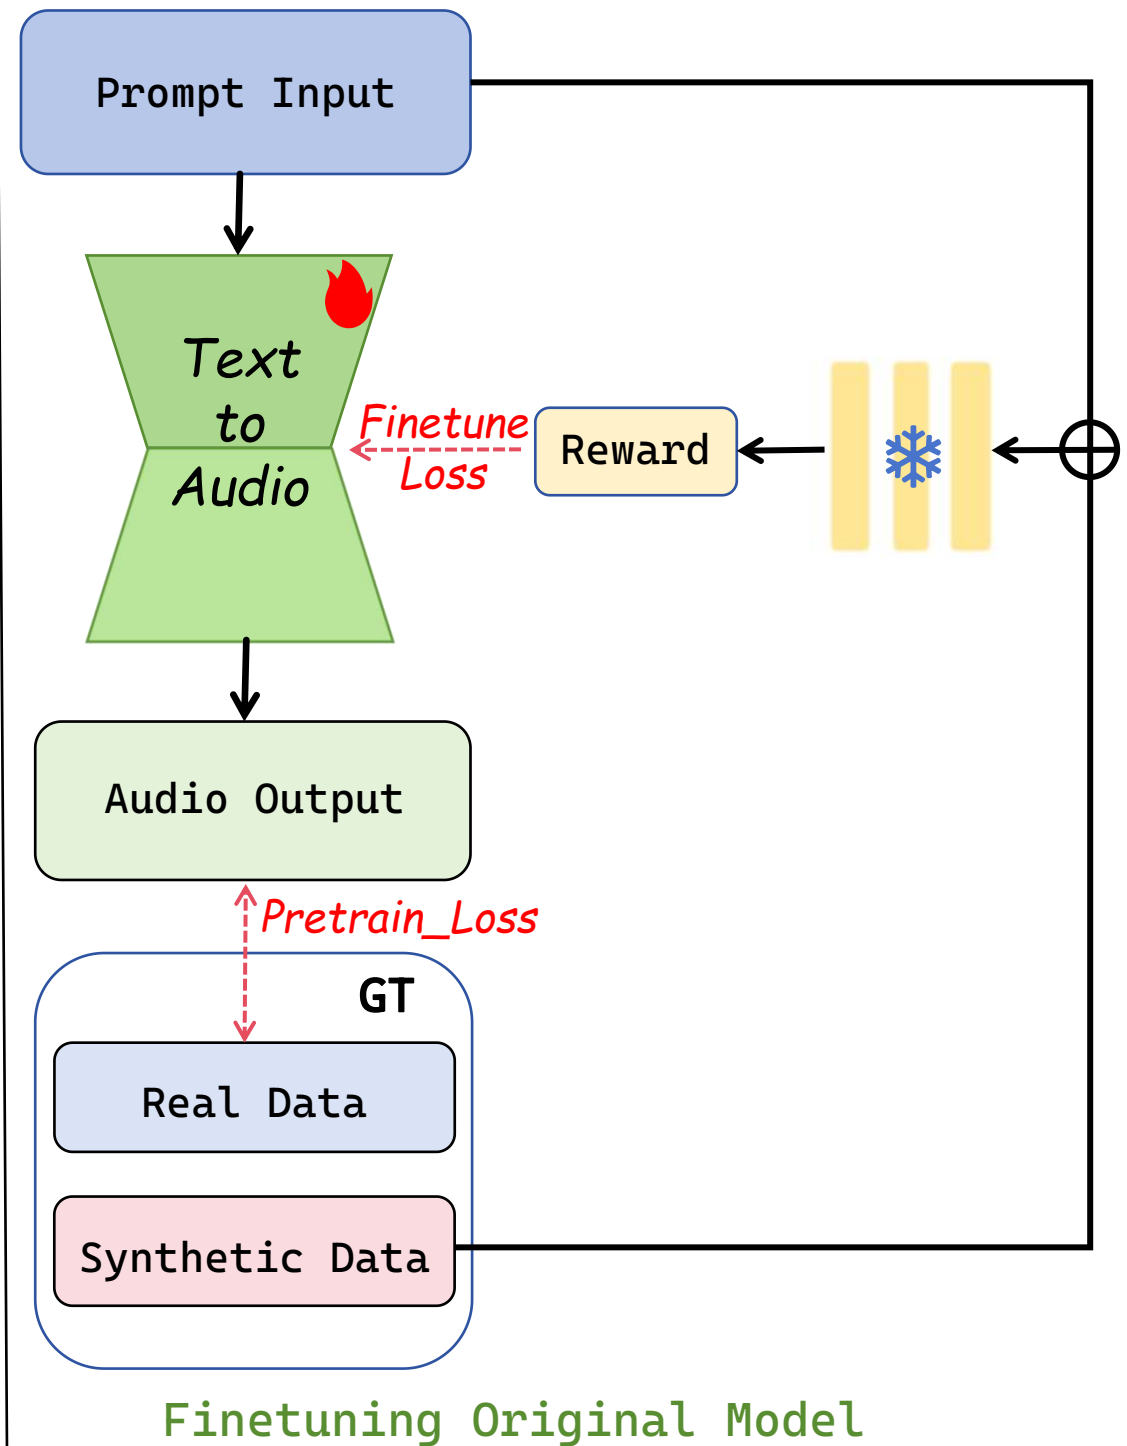 Prompt Input
Text
to
Audio
Finetune
Loss
Reward
Audio Output
Pretrain_Loss
GT
Real Data
Synthetic Data
Finetuning Original Model